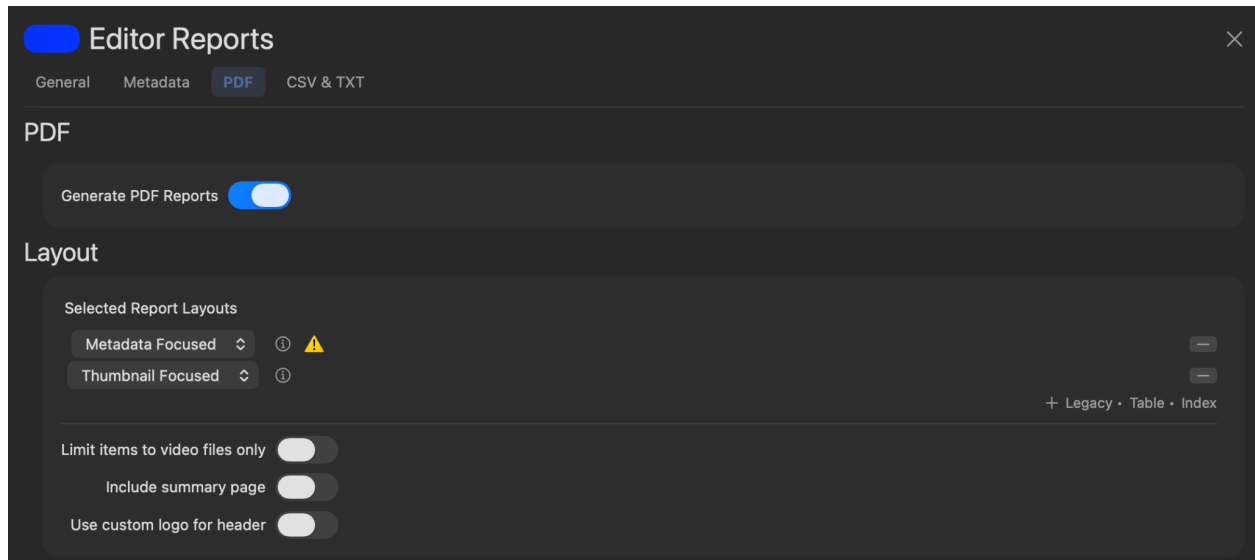 Editor Reports
General Metadata PDF CSV & TXT
PDF
Generate PDF Reports
Layout
Selected Report Layouts
Metadata Focused
Thumbnail Focused
+ Legacy • Table • Index
Limit items to video files only
Include summary page
Use custom logo for header